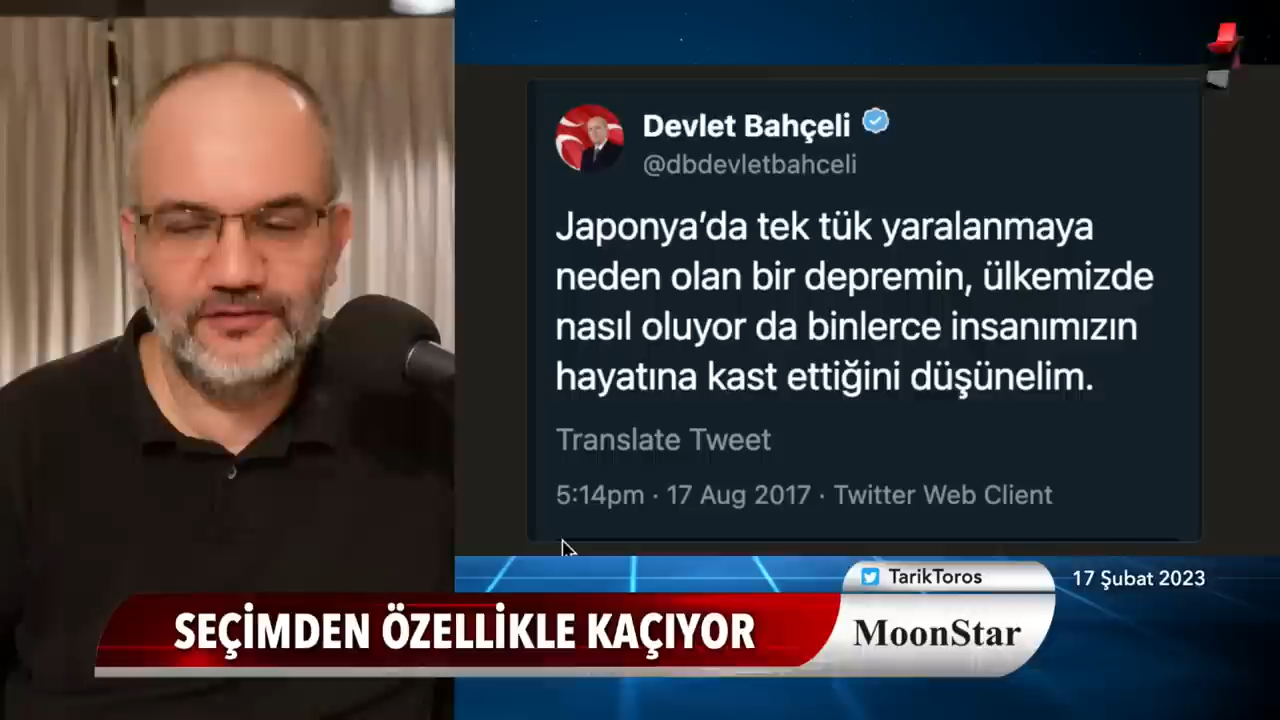 Devlet Bahçeli
@dbdevletbahceli
Japonya’da tek tük yaralanmaya
neden olan bir depremin, ülkemizde
nasıl oluyor da binlerce insanımızın
hayatına kast ettiğini düşünelim.
Translate Tweet
5:14pm · 17 Aug 2017 · Twitter Web Client
TarikToros
17 Şubat 2023
SEÇİMDEN ÖZELLİKLE KAÇIYOR
MoonStar